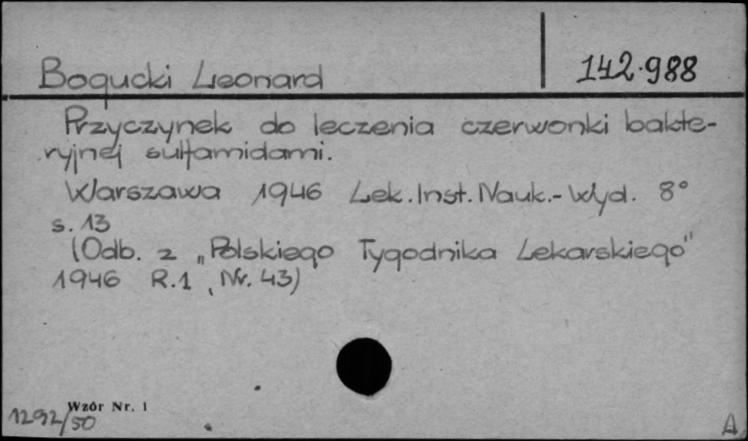 Bogucki Leonard
142.988
Przyczynek do leczenia czerwonki bakte-
ryjnej sulfamidami.
Warszawa 1946 Lek. Inst. Nauk.-Wyd. 8°
s. 13
(Odb. z „Polskiego Tygodnika Lekarskiego"
1946 R.1, Nr. 43)
Wzór Nr. 1
1292/50
A